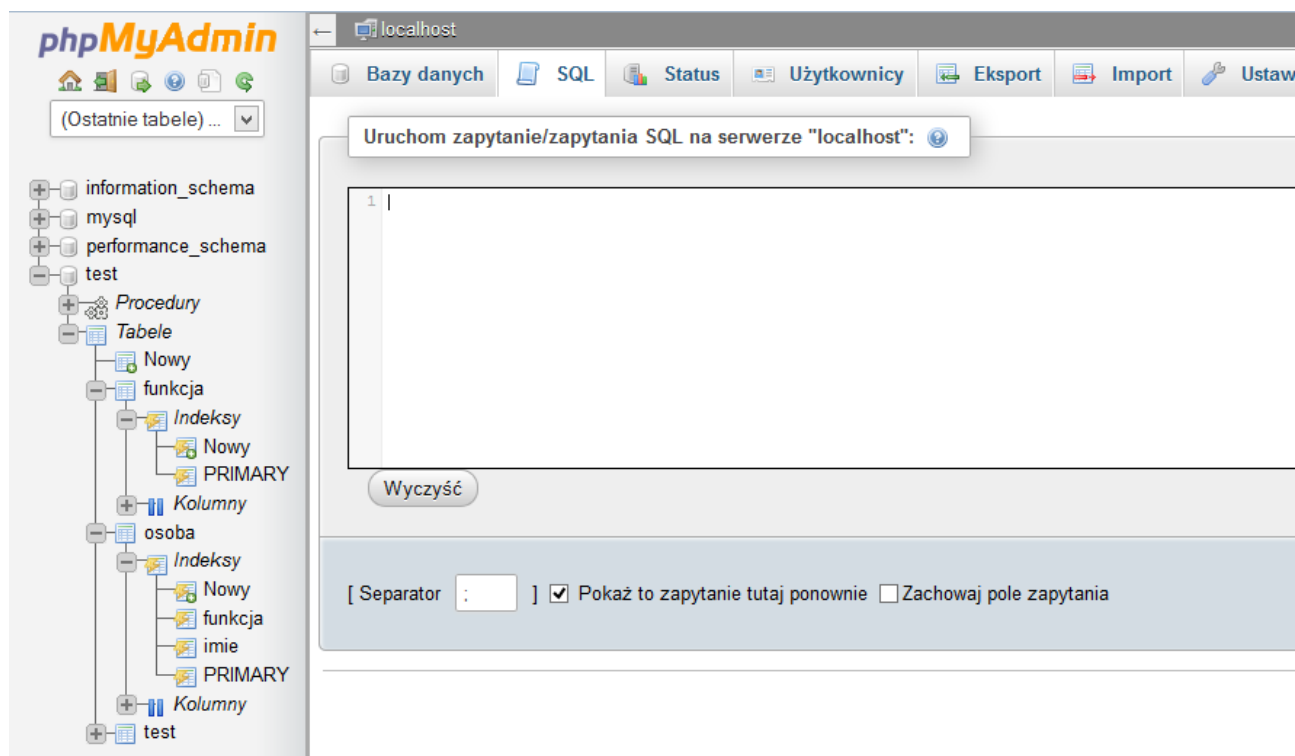 phpMyAdmin
(Ostatnie tabele) ...
information_schema
mysql
performance_schema
test
Procedury
Tabele
Nowy
funkcja
Indeksy
Nowy
PRIMARY
Kolumny
osoba
Indeksy
Nowy
funkcja
imie
PRIMARY
Kolumny
test
← localhost
Bazy danych SQL Status Użytkownicy Eksport Import Ustaw
Uruchom zapytanie/zapytania SQL na serwerze "localhost":
1
Wyczyść
[ Separator ; ] Pokaż to zapytanie tutaj ponownie Zachowaj pole zapytania